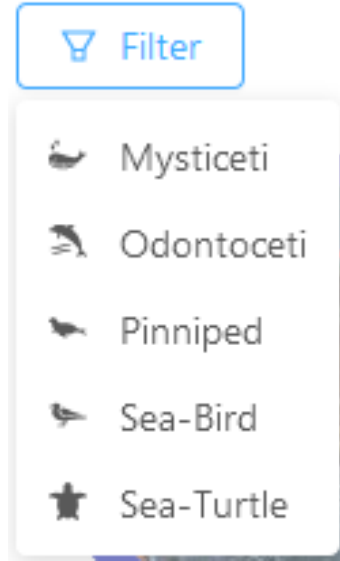 Filter
Mysticeti
Odontoceti
Pinniped
Sea-Bird
Sea-Turtle